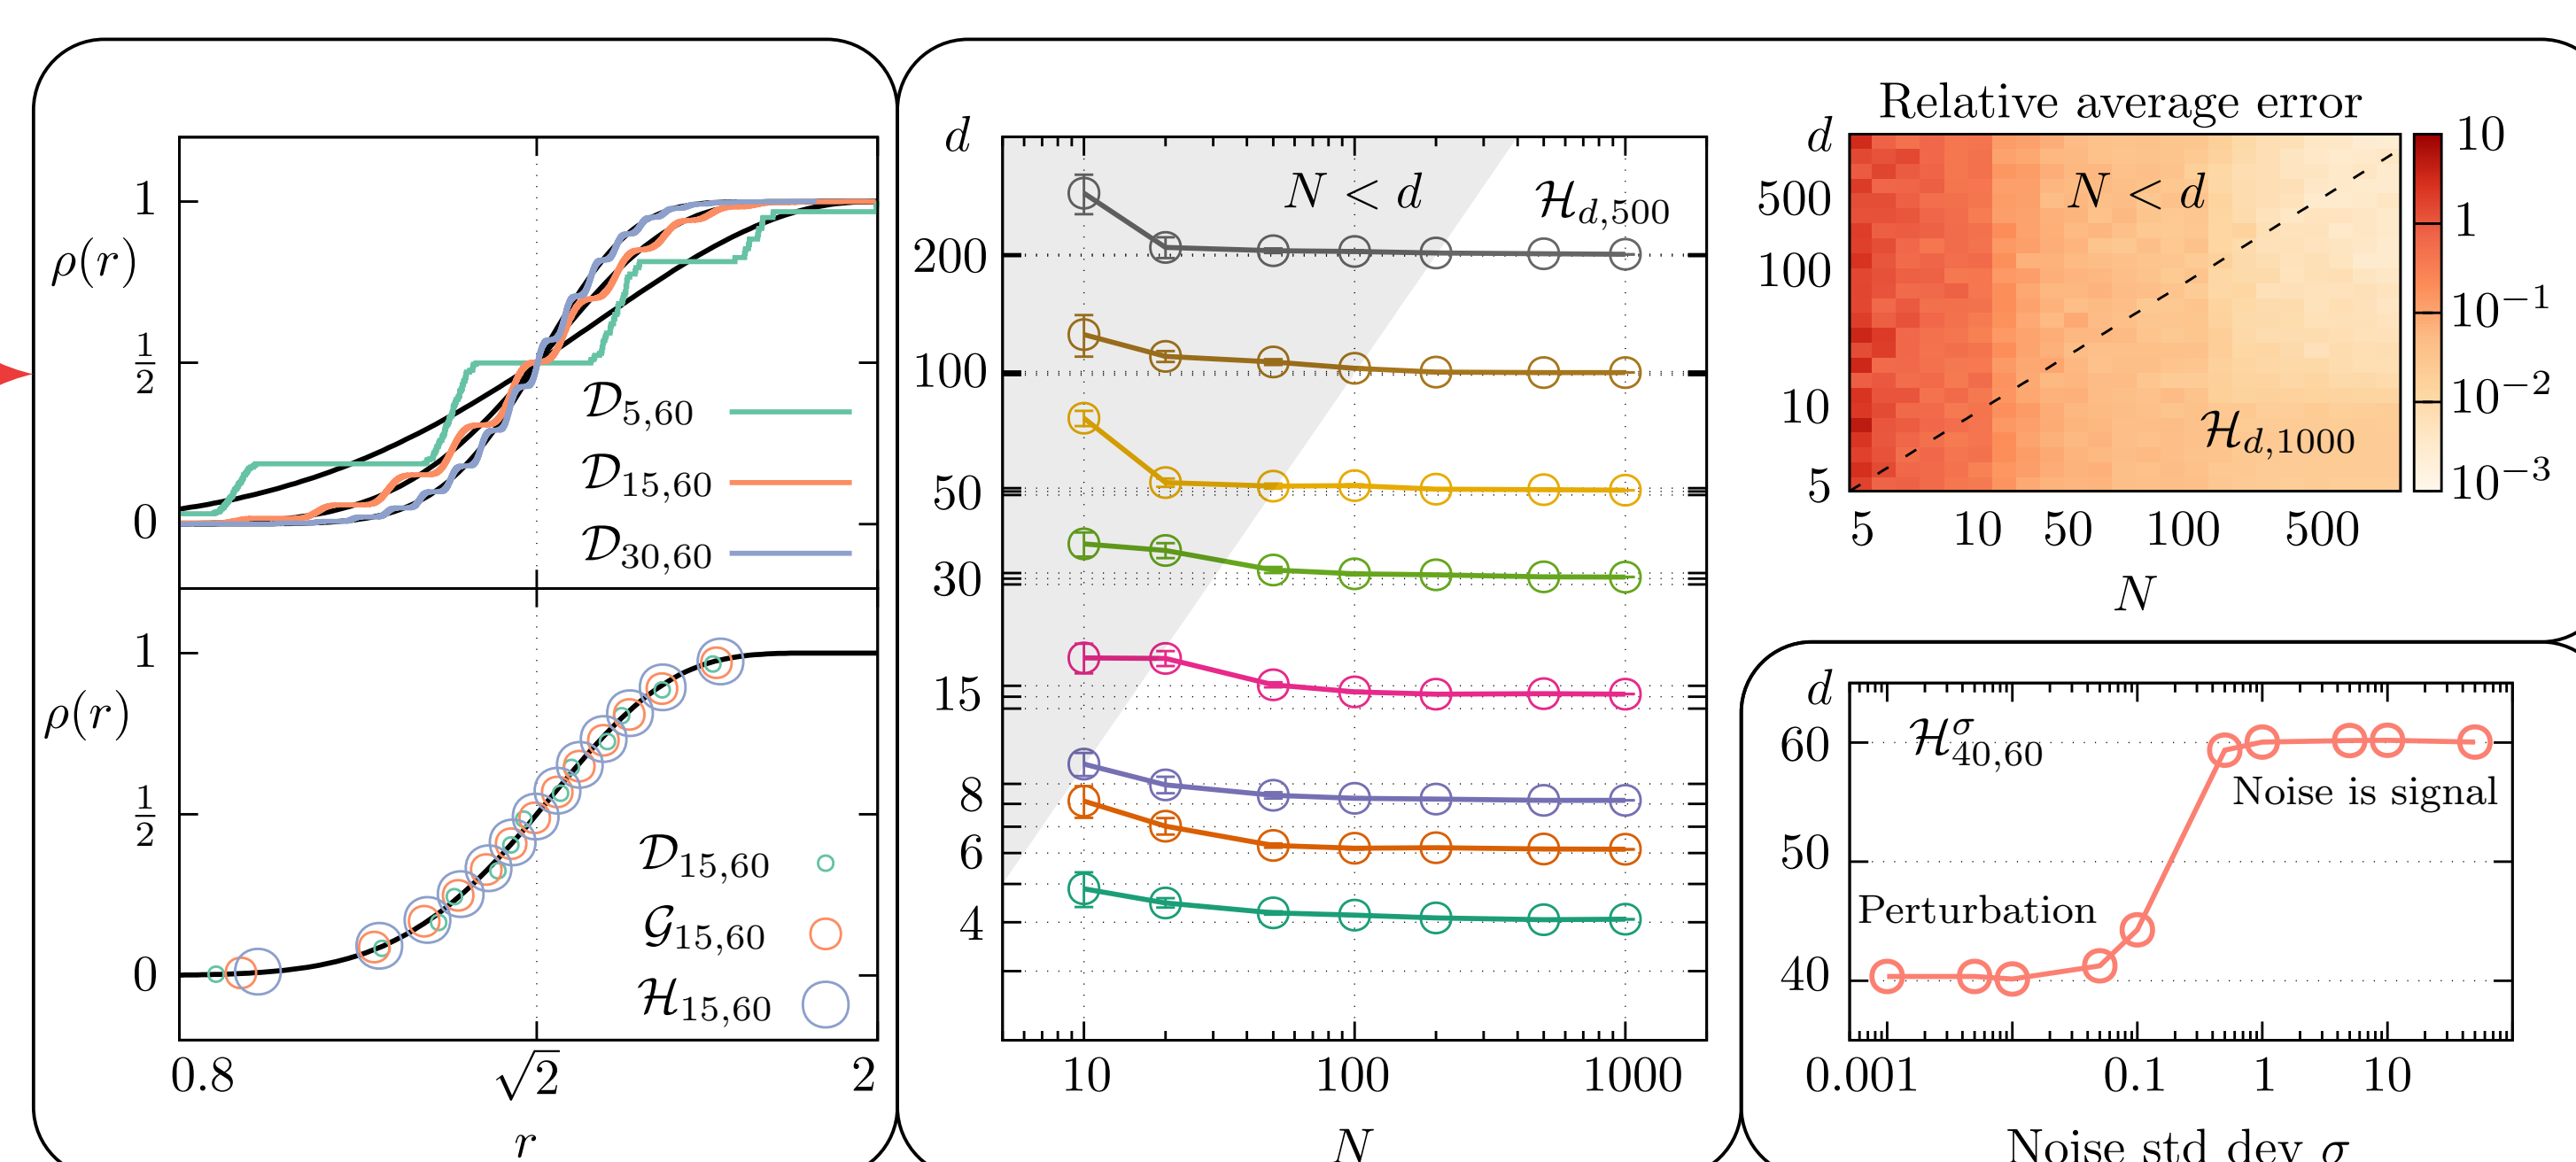 1
ρ(r)
1/2
0
𝒟5,60
𝒟15,60
𝒟30,60
1
ρ(r)
1/2
0
𝒟15,60
𝒢15,60
ℋ15,60
0.8 √2 2
r
d
N < d
ℋd,500
200
100
50
30
15
8
6
4
10 100 1000
N
Relative average error
d
500
100
10
5
N < d
ℋd,1000
5 10 50 100 500
N
10
1
10−1
10−2
10−3
d
60
50
40
ℋσ40,60
Noise is signal
Perturbation
0.001 0.1 1 10
Noise std dev σ